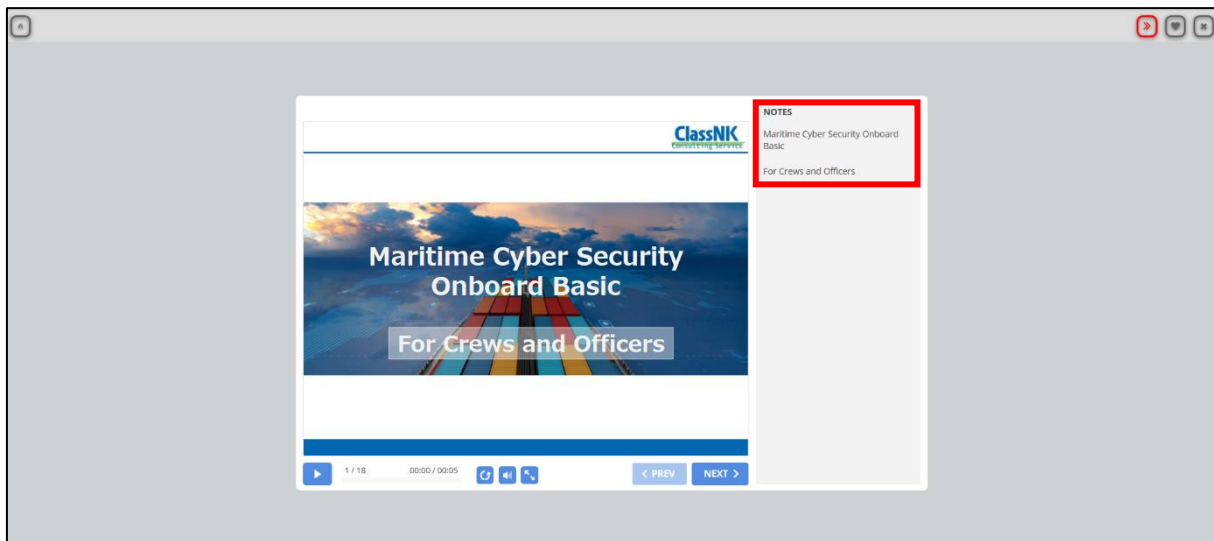 ClassNK
Consulting Service
Maritime Cyber Security
Onboard Basic
For Crews and Officers
1 / 18
00:00 / 00:05
< PREV
NEXT >
NOTES
Maritime Cyber Security Onboard
Basic
For Crews and Officers